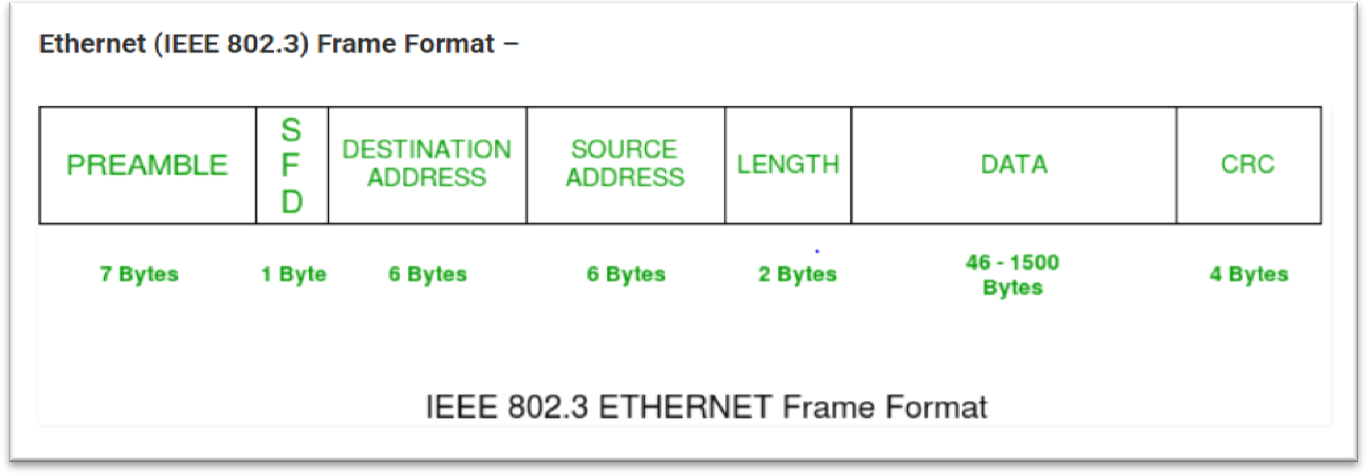 Ethernet (IEEE 802.3) Frame Format –
PREAMBLE
S
F
D
DESTINATION
ADDRESS
SOURCE
ADDRESS
LENGTH
DATA
CRC
7 Bytes
1 Byte
6 Bytes
6 Bytes
2 Bytes
46 - 1500
Bytes
4 Bytes
IEEE 802.3 ETHERNET Frame Format